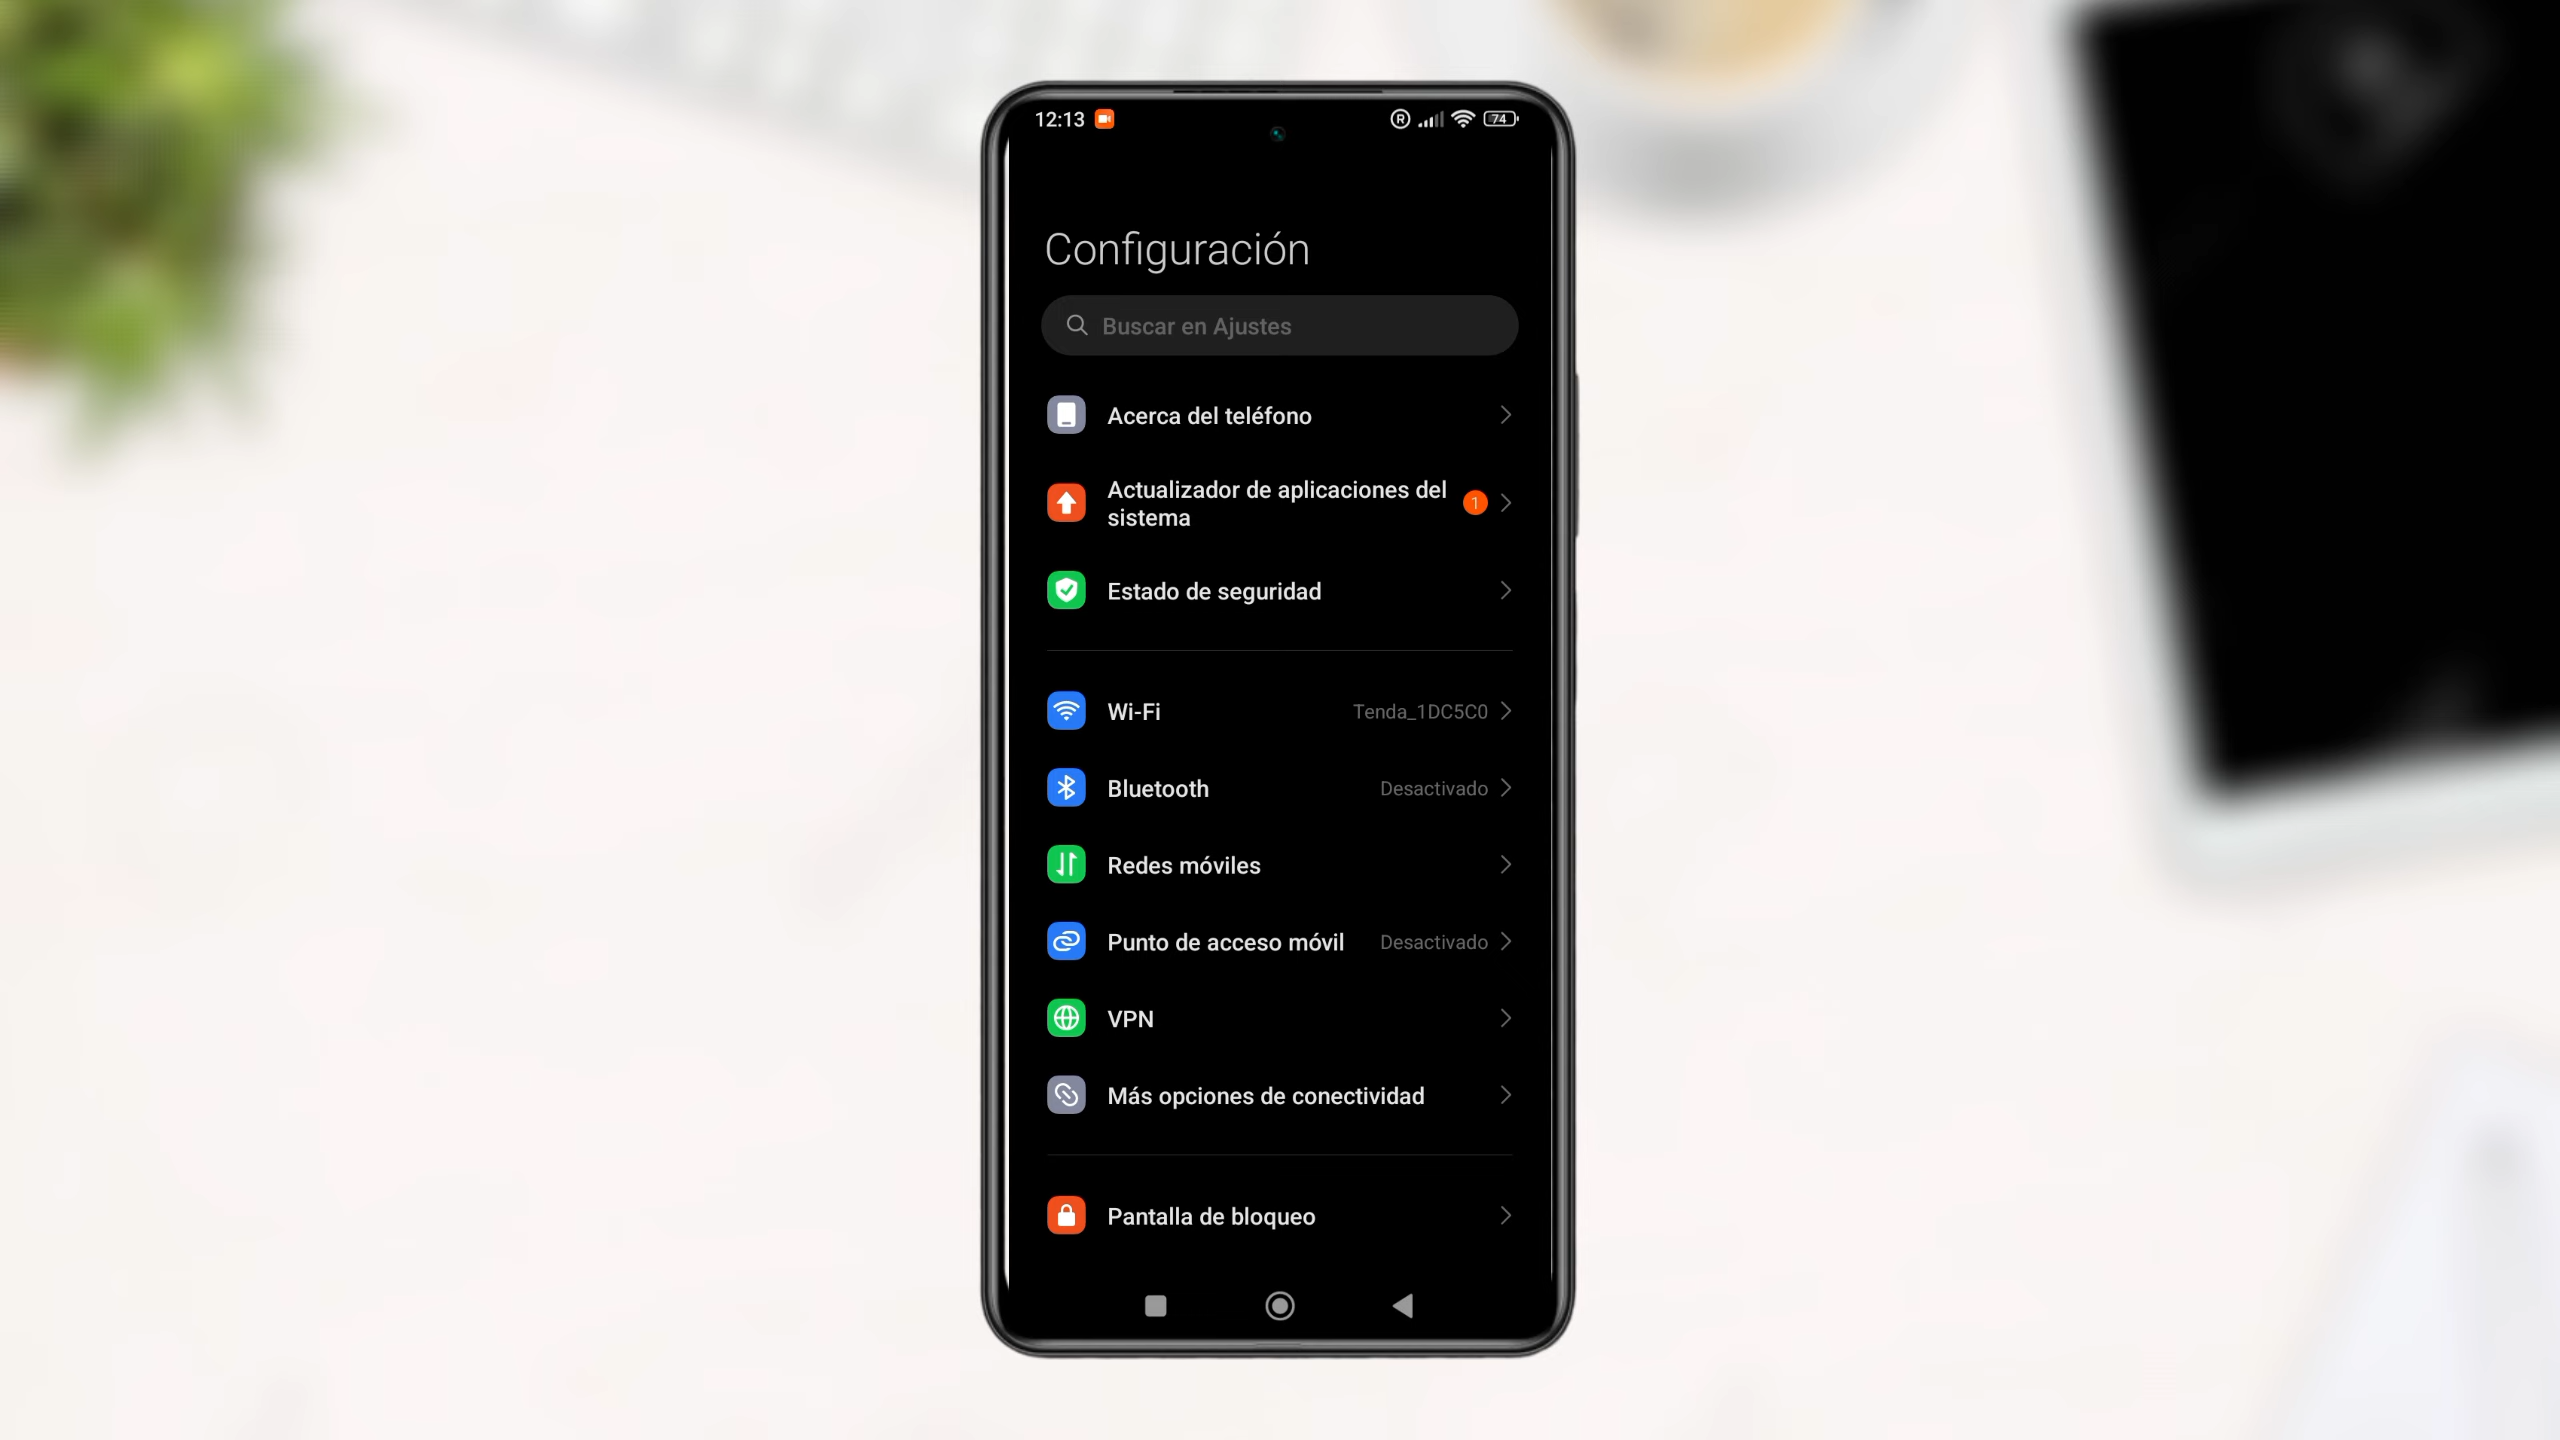 12:13
R
74
Configuración
Buscar en Ajustes
Acerca del teléfono
Actualizador de aplicaciones del
sistema
1
Estado de seguridad
Wi-Fi
Tenda_1DC5C0
Bluetooth
Desactivado
Redes móviles
Punto de acceso móvil
Desactivado
VPN
Más opciones de conectividad
Pantalla de bloqueo